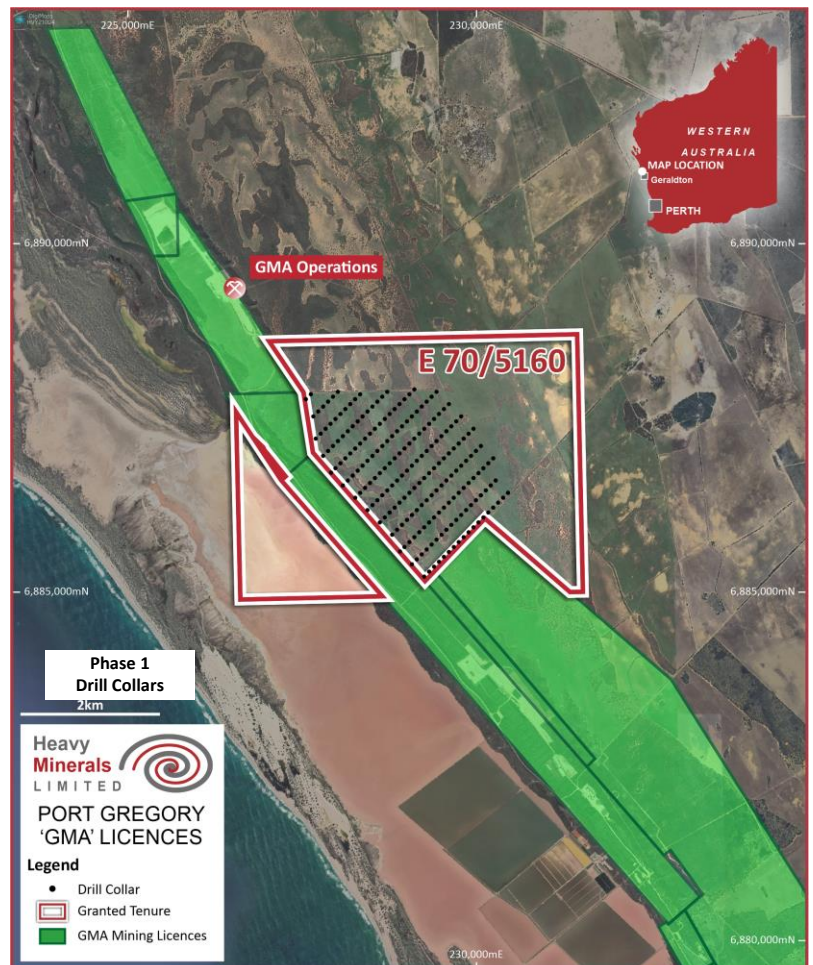 225,000mE
230,000mE
WESTERN
AUSTRALIA
MAP LOCATION
Geraldton
PERTH
6,890,000mN
6,890,000mN
GMA Operations
E 70/5160
6,885,000mN
6,885,000mN
Phase 1
Drill Collars
2km
Heavy
Minerals
LIMITED
PORT GREGORY
'GMA' LICENCES
Legend
Drill Collar
Granted Tenure
GMA Mining Licences
6,880,000mN
230,000mE